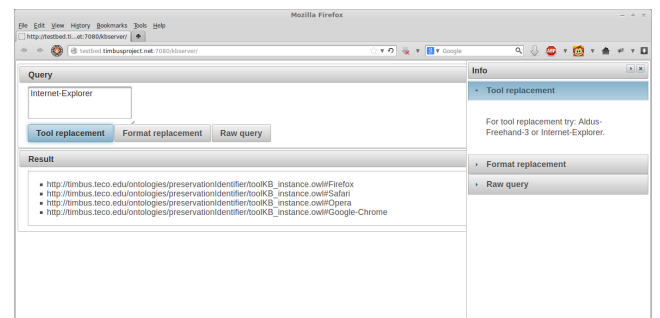 Mozilla Firefox
File Edit View History Bookmarks Tools Help
http://testbed.ti...et:7080/kbserver/
testbed.timbusproject.net:7080/kbserver/
Google
ABP
Query
Internet-Explorer
Tool replacement Format replacement Raw query
Result
http://timbus.teco.edu/ontologies/preservationIdentifier/toolKB_instance.owl#Firefox
http://timbus.teco.edu/ontologies/preservationIdentifier/toolKB_instance.owl#Safari
http://timbus.teco.edu/ontologies/preservationIdentifier/toolKB_instance.owl#Opera
http://timbus.teco.edu/ontologies/preservationIdentifier/toolKB_instance.owl#Google-Chrome
Info
Tool replacement
For tool replacement try: Aldus-
Freehand-3 or Internet-Explorer.
Format replacement
Raw query